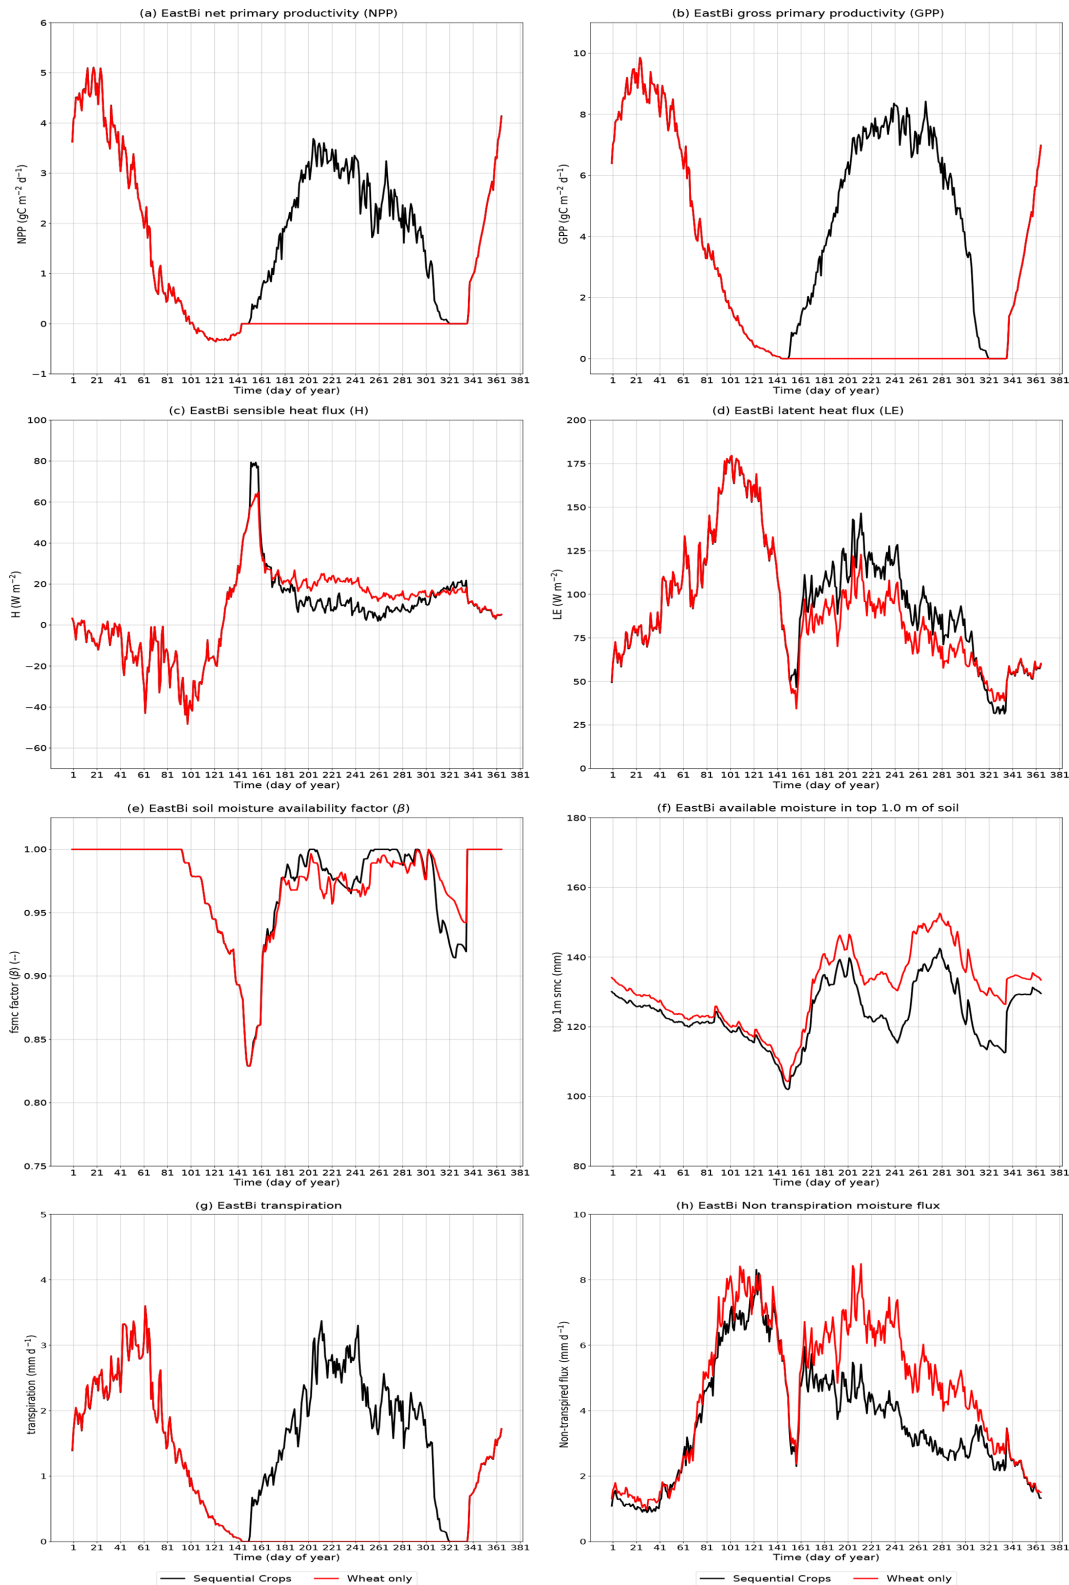 (a) EastBi net primary productivity (NPP)
NPP (gC m⁻² d⁻¹)
6
5
4
3
2
1
0
−1
1 21 41 61 81 101 121 141 161 181 201 221 241 261 281 301 321 341 361 381
Time (day of year)
(b) EastBi gross primary productivity (GPP)
GPP (gC m⁻² d⁻¹)
10
8
6
4
2
0
1 21 41 61 81 101 121 141 161 181 201 221 241 261 281 301 321 341 361 381
Time (day of year)
(c) EastBi sensible heat flux (H)
H (W m⁻²)
100
80
60
40
20
0
−20
−40
−60
1 21 41 61 81 101 121 141 161 181 201 221 241 261 281 301 321 341 361 381
Time (day of year)
(d) EastBi latent heat flux (LE)
LE (W m⁻²)
200
175
150
125
100
75
50
25
0
1 21 41 61 81 101 121 141 161 181 201 221 241 261 281 301 321 341 361 381
Time (day of year)
(e) EastBi soil moisture availability factor (β)
fsmc factor (β) (--)
1.00
0.95
0.90
0.85
0.80
0.75
1 21 41 61 81 101 121 141 161 181 201 221 241 261 281 301 321 341 361 381
Time (day of year)
(f) EastBi available moisture in top 1.0 m of soil
top 1m smc (mm)
180
160
140
120
100
80
1 21 41 61 81 101 121 141 161 181 201 221 241 261 281 301 321 341 361 381
Time (day of year)
(g) EastBi transpiration
transpiration (mm d⁻¹)
5
4
3
2
1
0
1 21 41 61 81 101 121 141 161 181 201 221 241 261 281 301 321 341 361 381
Time (day of year)
(h) EastBi Non transpiration moisture flux
Non-transpired flux (mm d⁻¹)
10
8
6
4
2
0
1 21 41 61 81 101 121 141 161 181 201 221 241 261 281 301 321 341 361 381
Time (day of year)
Sequential Crops Wheat only
Sequential Crops Wheat only